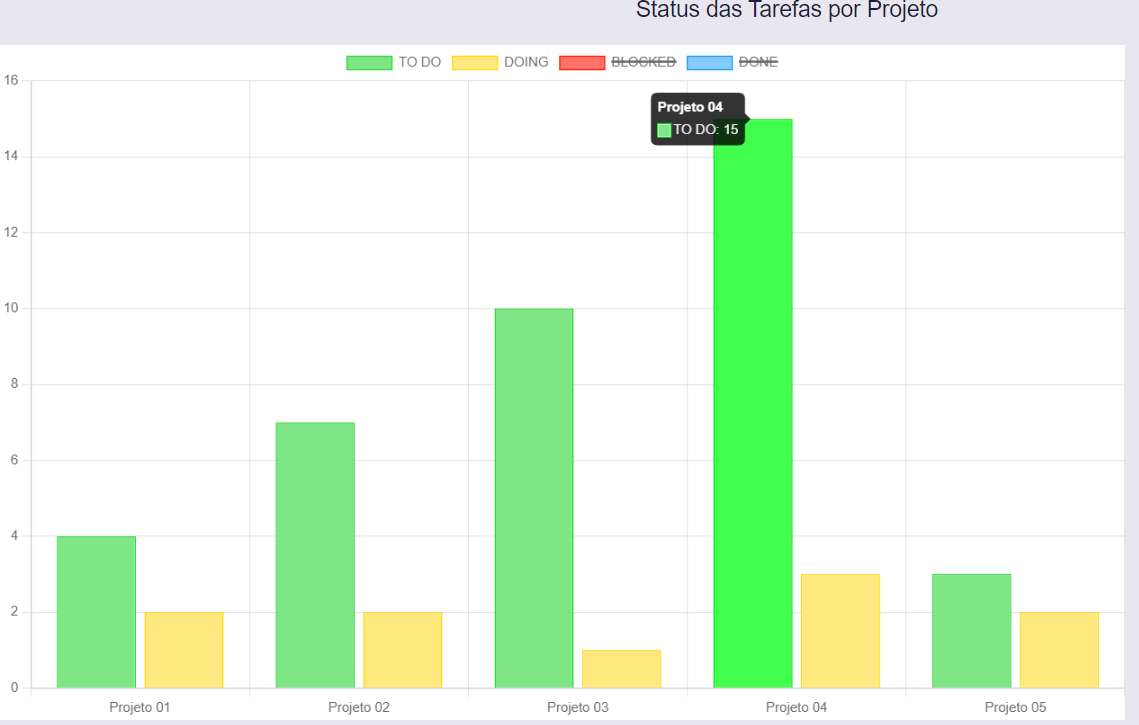 Status das Tarefas por Projeto
TO DO DOING BLOCKED DONE
16
Projeto 04
TO DO: 15
14
12
10
8
6
4
2
0
Projeto 01 Projeto 02 Projeto 03 Projeto 04 Projeto 05